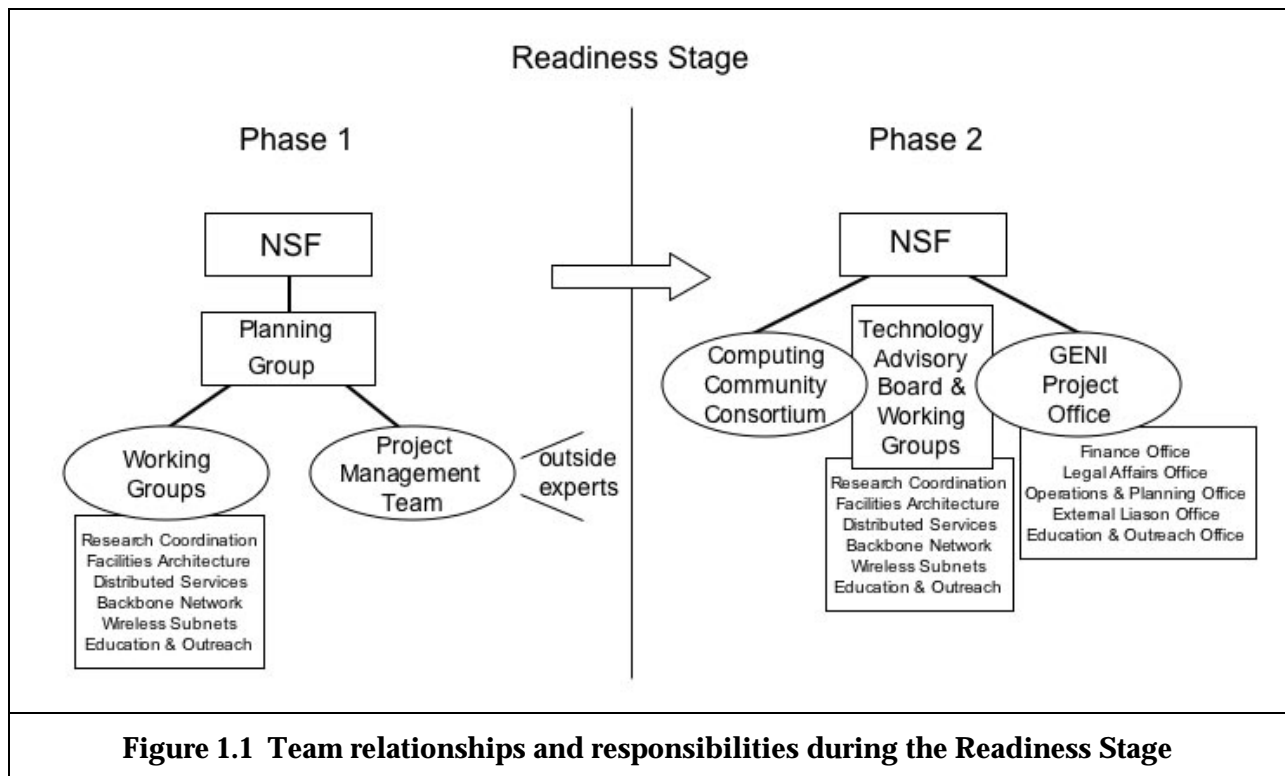 Readiness Stage
Phase 1
NSF
Planning
Group
Working
Groups
Research Coordination
Facilities Architecture
Distributed Services
Backbone Network
Wireless Subnets
Education & Outreach
Project
Management
Team
outside
experts
Phase 2
NSF
Computing
Community
Consortium
Technology
Advisory
Board &
Working
Groups
Research Coordination
Facilities Architecture
Distributed Services
Backbone Network
Wireless Subnets
Education & Outreach
GENI
Project
Office
Finance Office
Legal Affairs Office
Operations & Planning Office
External Liason Office
Education & Outreach Office
Figure 1.1 Team relationships and responsibilities during the Readiness Stage